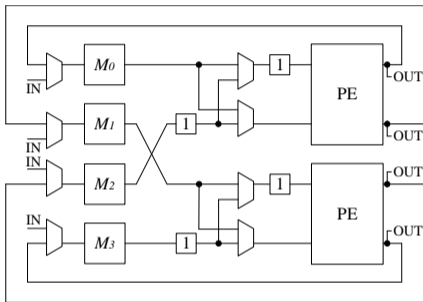 M0 1 PE
IN OUT
M1 1 OUT
IN
IN
M2 1 PE OUT
IN OUT
M3 1